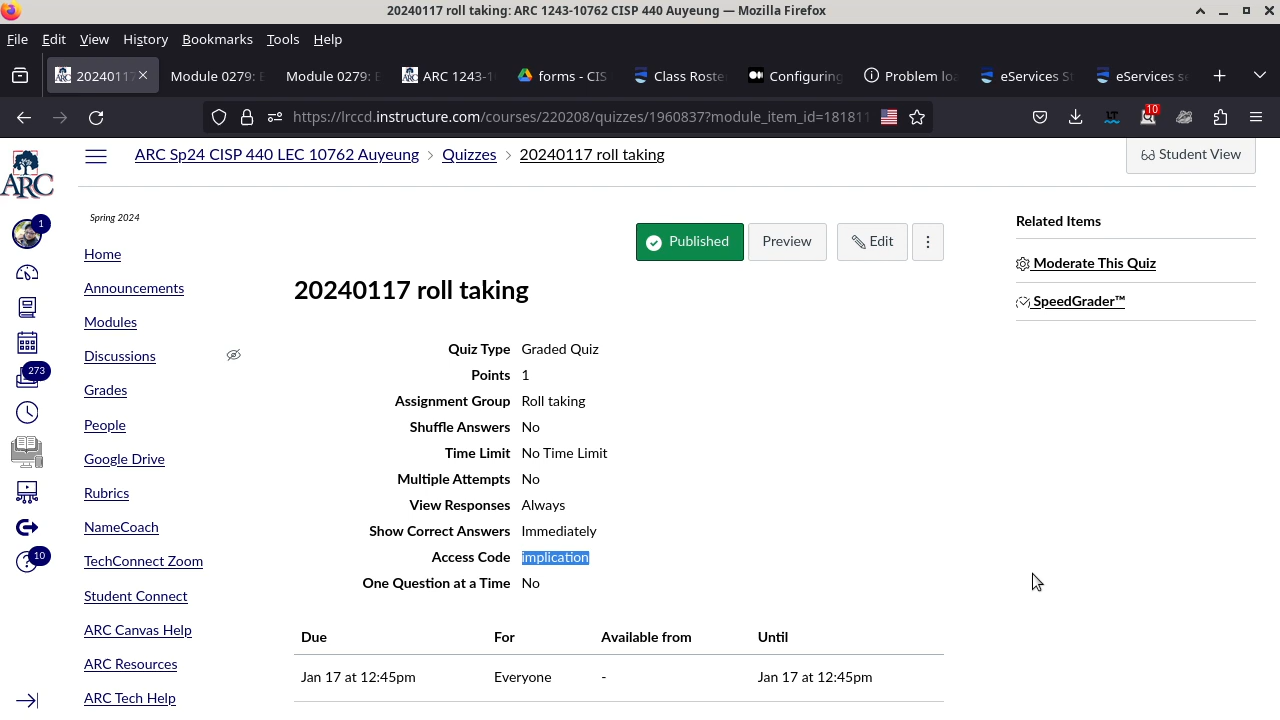 20240117 roll taking: ARC 1243-10762 CISP 440 Auyeung — Mozilla Firefox
File Edit View History Bookmarks Tools Help
20240117 Module 0279: Module 0279: ARC 1243-1 forms - CIS Class Roste Configuring Problem loa eServices St eServices se
https://lrccd.instructure.com/courses/220208/quizzes/1960837?module_item_id=181811 10
ARC
ARC Sp24 CISP 440 LEC 10762 Auyeung > Quizzes > 20240117 roll taking
Student View
1
273
10
Spring 2024
Home
Announcements
Modules
Discussions
Grades
People
Google Drive
Rubrics
NameCoach
TechConnect Zoom
Student Connect
ARC Canvas Help
ARC Resources
ARC Tech Help
Published Preview Edit
20240117 roll taking
Quiz Type Graded Quiz
Points 1
Assignment Group Roll taking
Shuffle Answers No
Time Limit No Time Limit
Multiple Attempts No
View Responses Always
Show Correct Answers Immediately
Access Code implication
One Question at a Time No
Due For Available from Until
Jan 17 at 12:45pm Everyone - Jan 17 at 12:45pm
Related Items
Moderate This Quiz
SpeedGrader™